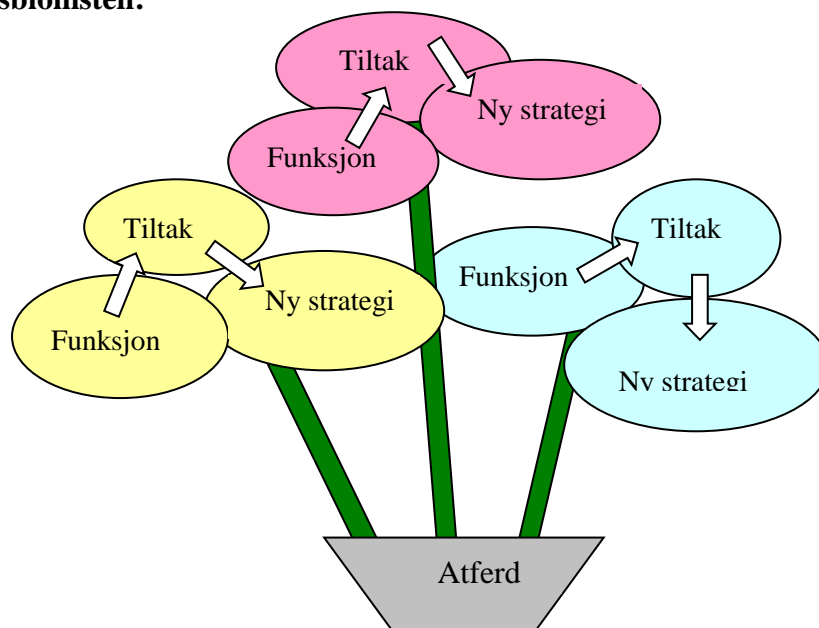 Tiltak
Ny strategi
Funksjon
Tiltak
Ny strategi
Funksjon
Tiltak
Funksjon
Ny strategi
Atferd